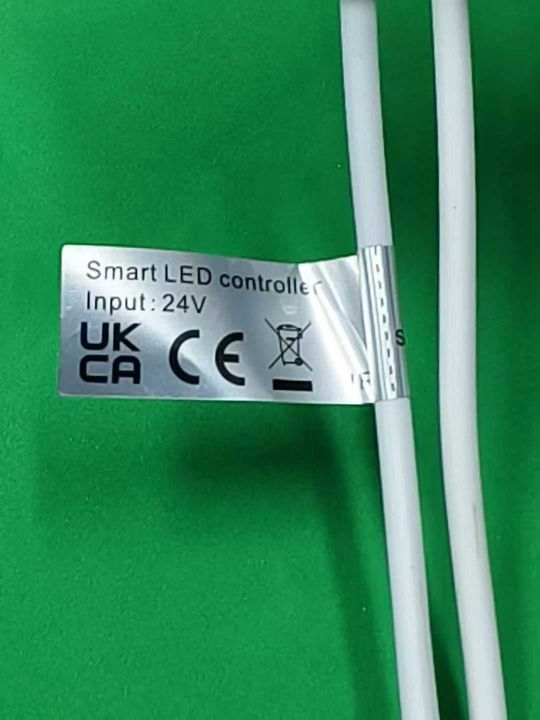 Smart LED controller
Input : 24V
UK
CA CE
S